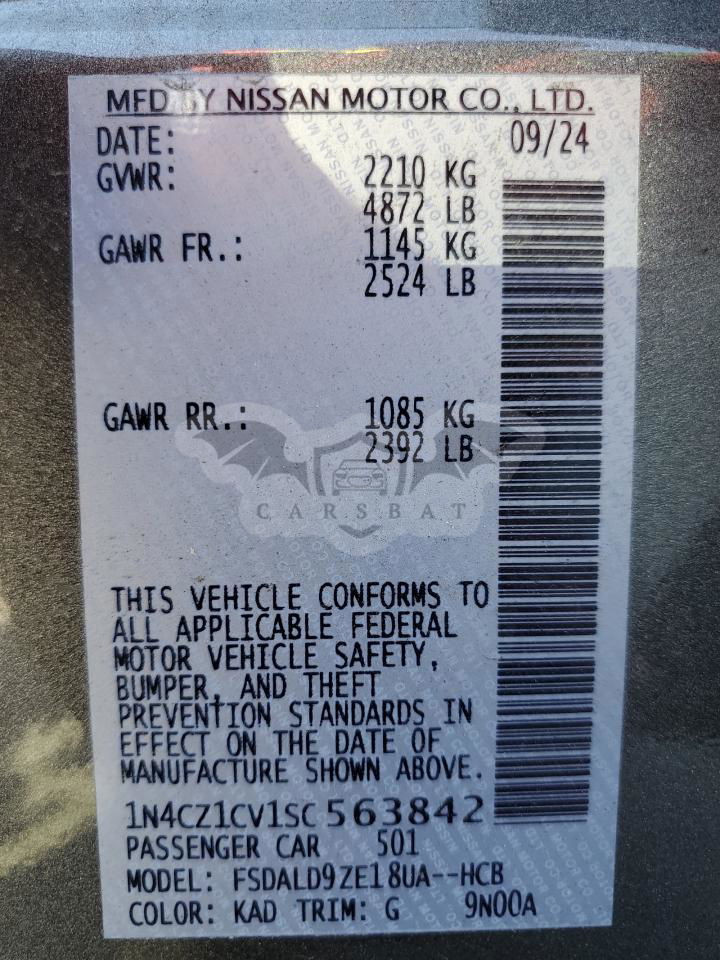 MFD BY NISSAN MOTOR CO., LTD.
DATE: 09/24
GVWR: 2210 KG
4872 LB
GAWR FR.: 1145 KG
2524 LB
GAWR RR.: 1085 KG
2392 LB
CARSBAT
THIS VEHICLE CONFORMS TO
ALL APPLICABLE FEDERAL
MOTOR VEHICLE SAFETY,
BUMPER, AND THEFT
PREVENTION STANDARDS IN
EFFECT ON THE DATE OF
MANUFACTURE SHOWN ABOVE.
1N4CZ1CV1SC563842
PASSENGER CAR 501
MODEL: FSDALD9ZE18UA--HCB
COLOR: KAD TRIM: G 9N00A